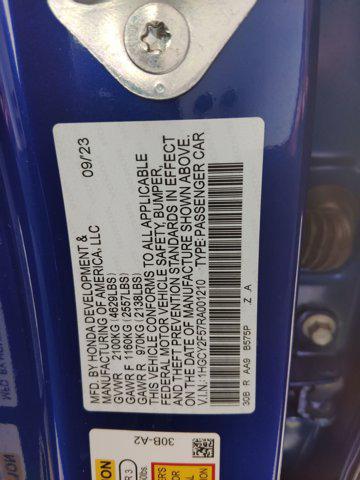 MFD. BY HONDA DEVELOPMENT & 09/23
MANUFACTURING OF AMERICA, LLC
GVWR 2100KG (4629LBS)
GAWR F 1160KG (2557LBS)
GAWR R 970KG (2138LBS)
THIS VEHICLE CONFORMS TO ALL APPLICABLE
FEDERAL MOTOR VEHICLE SAFETY, BUMPER,
AND THEFT PREVENTION STANDARDS IN EFFECT
ON THE DATE OF MANUFACTURE SHOWN ABOVE.
V.I.N.:1HGCY2F57RA001210 TYPE:PASSENGER CAR
30B R AA9 B575P .Z A
30B-A2